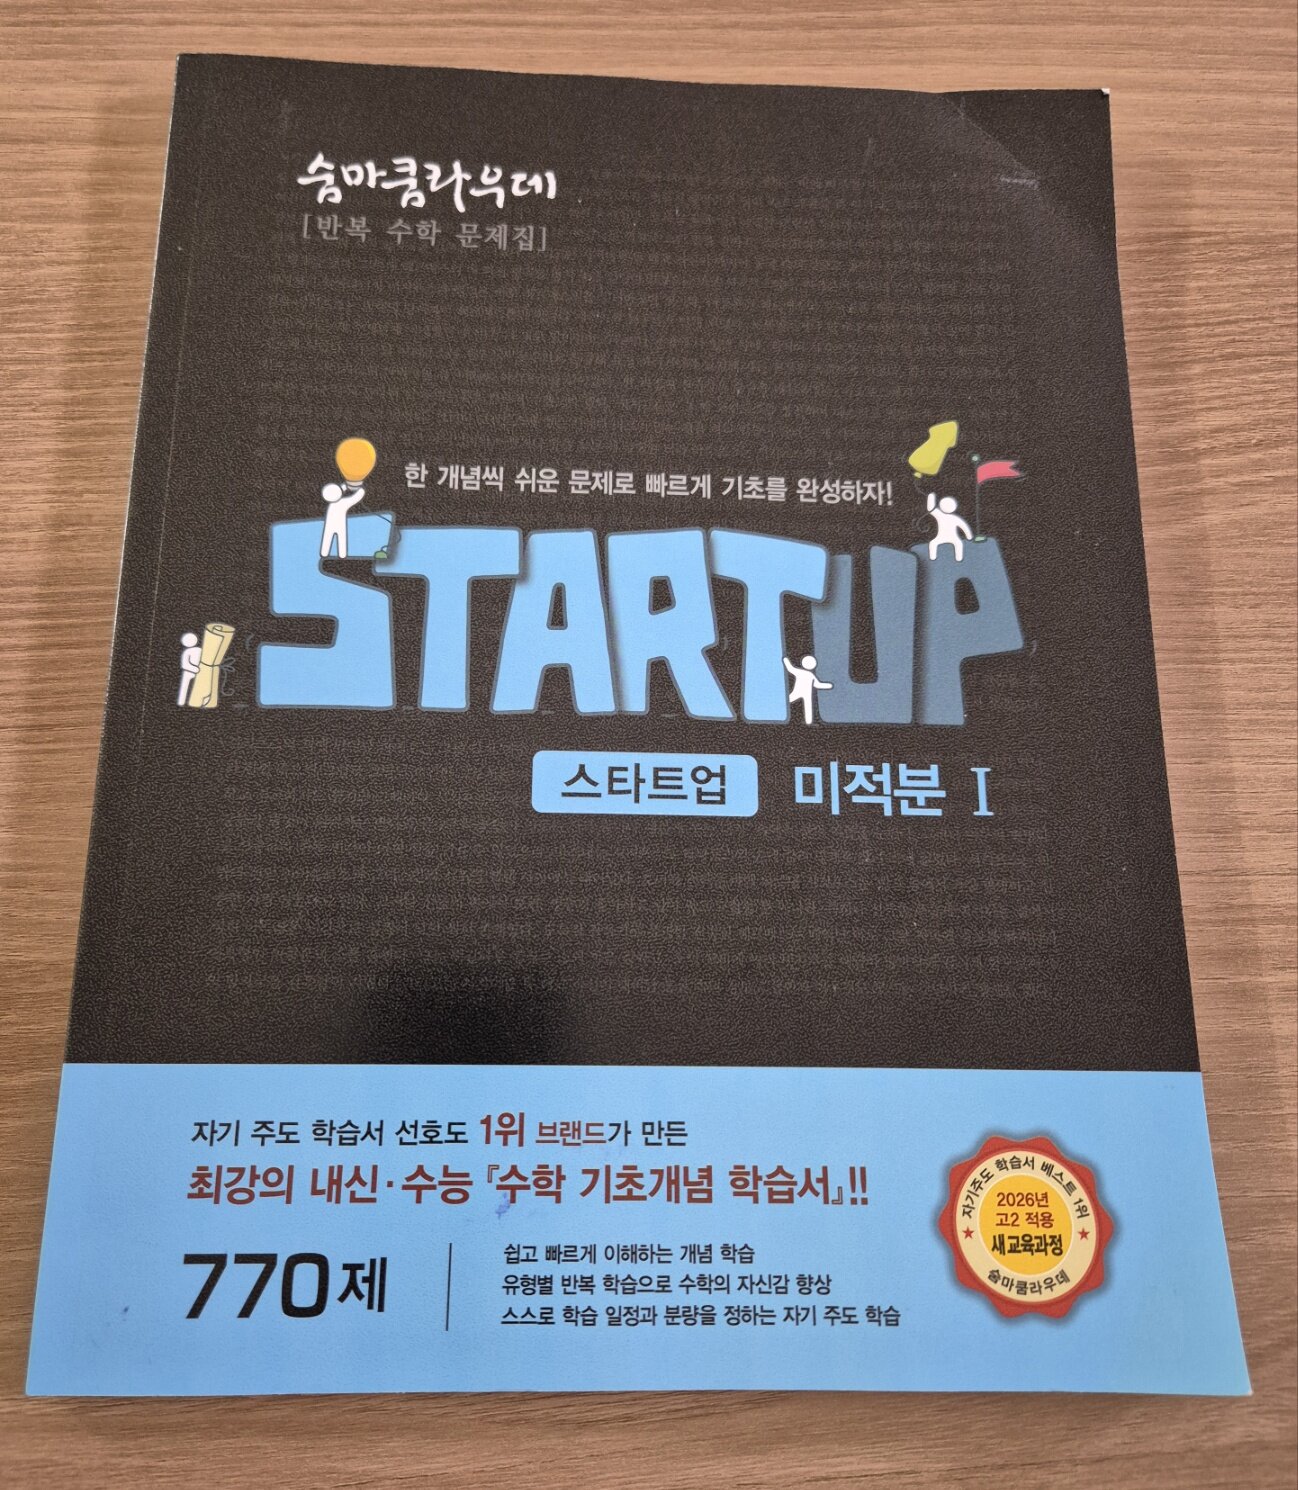 숨마쿰라우데
[반복 수학 문제집]
한 개념씩 쉬운 문제로 빠르게 기초를 완성하자!
STARTUP
스타트업 미적분 Ⅰ
자기 주도 학습서 선호도 1위 브랜드가 만든
최강의 내신·수능 『수학 기초개념 학습서』!!
770제
쉽고 빠르게 이해하는 개념 학습
유형별 반복 학습으로 수학의 자신감 향상
스스로 학습 일정과 분량을 정하는 자기 주도 학습
자기주도 학습서 베스트 1위
2026년
고2 적용
새교육과정
숨마쿰라우데